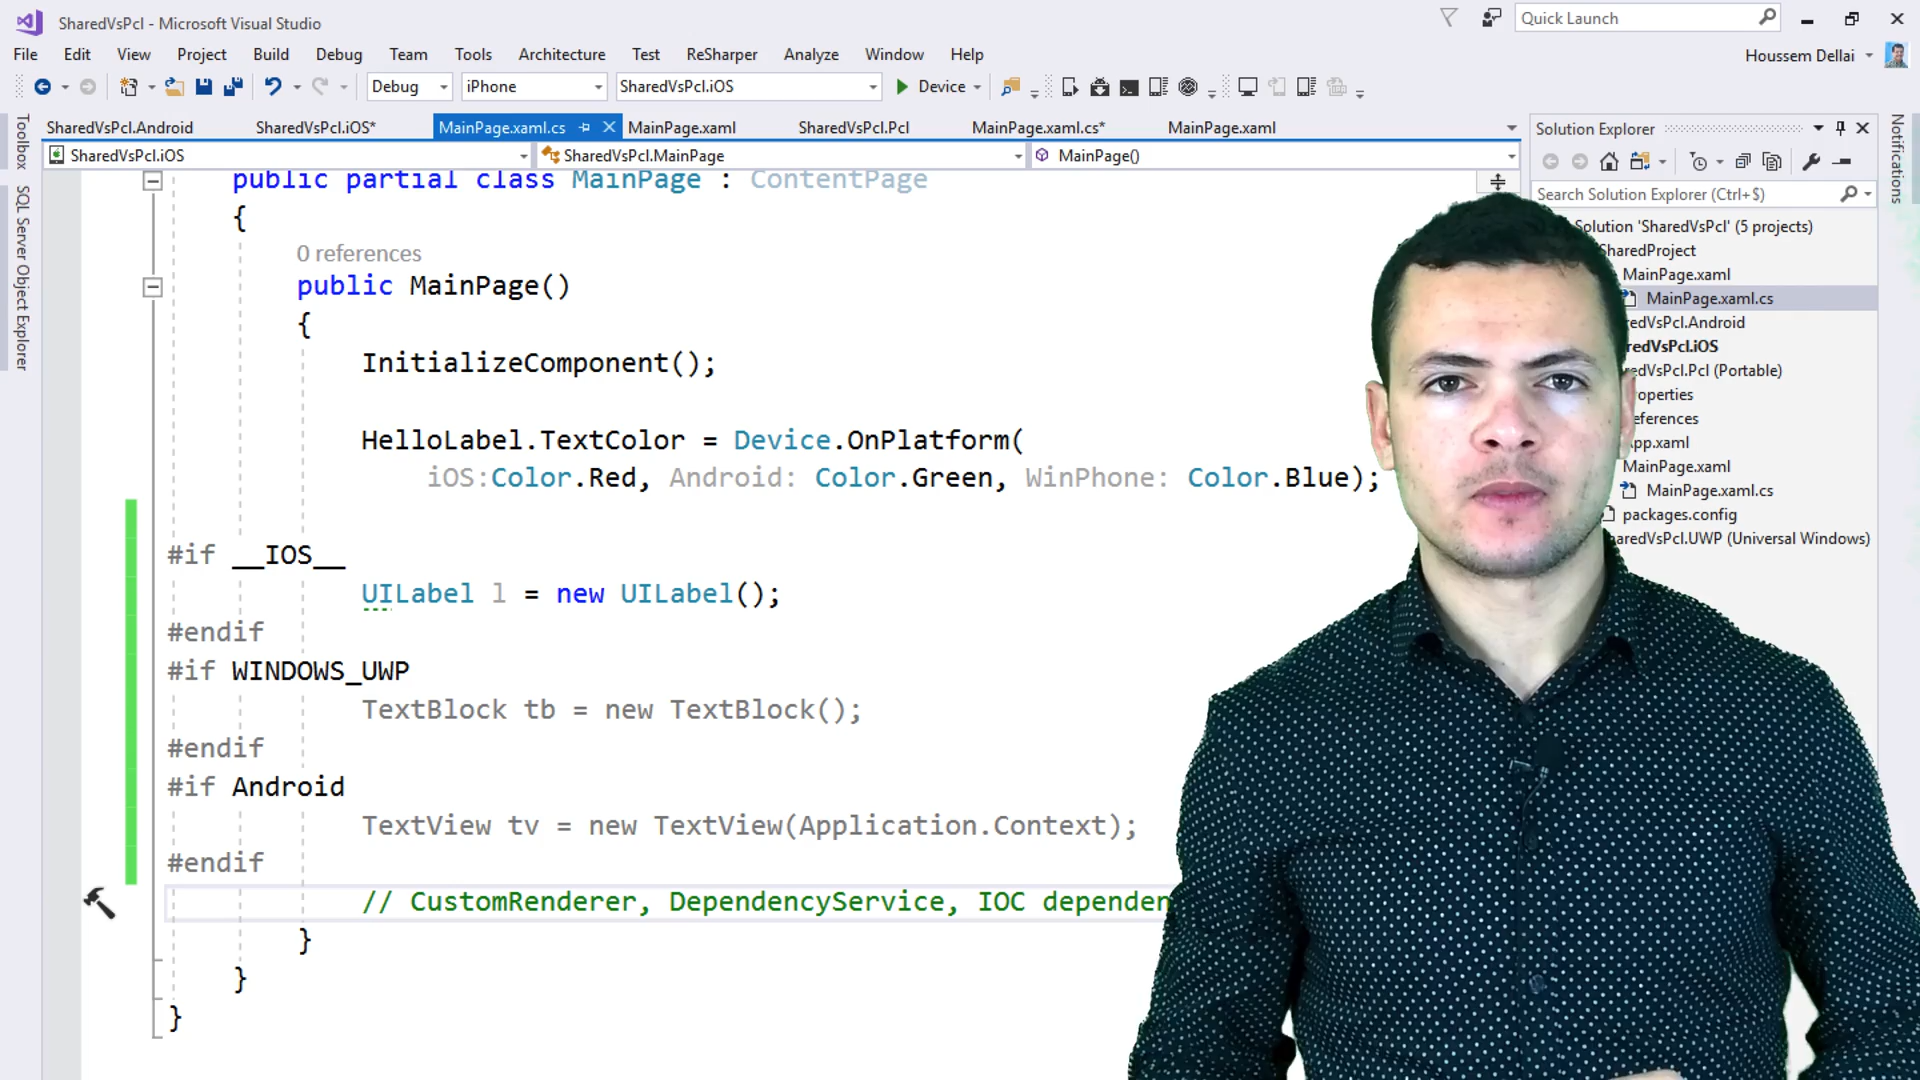 SharedVsPcl - Microsoft Visual Studio
Quick Launch
File Edit View Project Build Debug Team Tools Architecture Test ReSharper Analyze Window Help
Houssem Dellai
Debug iPhone SharedVsPcl.iOS Device
SharedVsPcl.Android SharedVsPcl.iOS* MainPage.xaml.cs MainPage.xaml SharedVsPcl.Pcl MainPage.xaml.cs* MainPage.xaml
SharedVsPcl.iOS SharedVsPcl.MainPage MainPage()
Toolbox
SQL Server Object Explorer
public partial class MainPage : ContentPage
{
0 references
public MainPage()
{
InitializeComponent();
HelloLabel.TextColor = Device.OnPlatform(
iOS:Color.Red, Android: Color.Green, WinPhone: Color.Blue);
#if __IOS__
UILabel l = new UILabel();
#endif
#if WINDOWS_UWP
TextBlock tb = new TextBlock();
#endif
#if Android
TextView tv = new TextView(Application.Context);
#endif
// CustomRenderer, DependencyService, IOC dependen
}
}
}
Solution Explorer
Search Solution Explorer (Ctrl+$)
Solution 'SharedVsPcl' (5 projects)
SharedProject
MainPage.xaml
MainPage.xaml.cs
redVsPcl.Android
redVsPcl.iOS
redVsPcl.Pcl (Portable)
roperties
eferences
App.xaml
MainPage.xaml
MainPage.xaml.cs
packages.config
aredVsPcl.UWP (Universal Windows)
Notifications